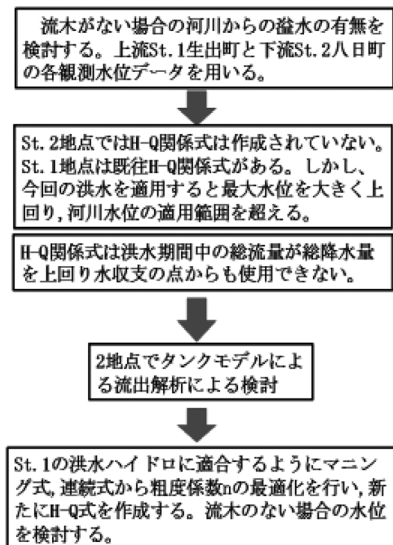 流木がない場合の河川からの溢水の有無を
検討する。上流St.1生出町と下流St.2八日町
の各観測水位データを用いる。
St.2地点ではH-Q関係式は作成されていない。
St.1地点は既往H-Q関係式がある。しかし、
今回の洪水を適用すると最大水位を大きく上
回り,河川水位の適用範囲を超える。
H-Q関係式は洪水期間中の総流量が総降水量
を上回り水収支の点からも使用できない。
2地点でタンクモデルによ
る流出解析による検討
St.1の洪水ハイドロに適合するようにマニン
グ式,連続式から粗度係数nの最適化を行い,新
たにH-Q式を作成する。流木のない場合の水位
を検討する。